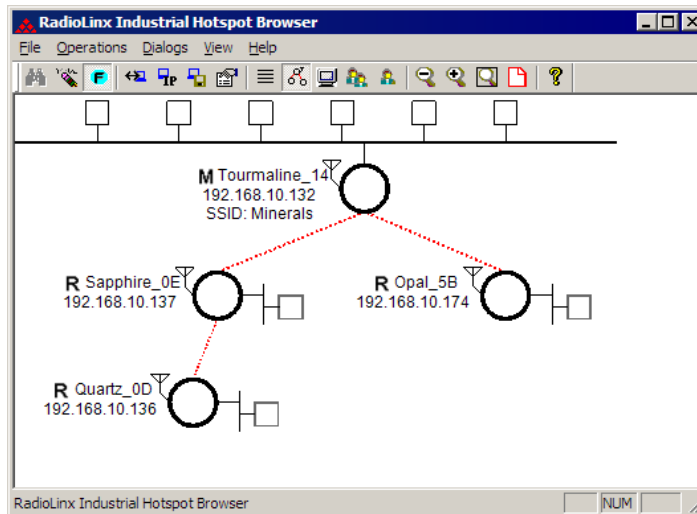 RadioLinx Industrial Hotspot Browser
File Operations Dialogs View Help
F IP ?
M Tourmaline_14
192.168.10.132
SSID: Minerals
R Sapphire_0E
192.168.10.137
R Opal_5B
192.168.10.174
R Quartz_0D
192.168.10.136
RadioLinx Industrial Hotspot Browser NUM